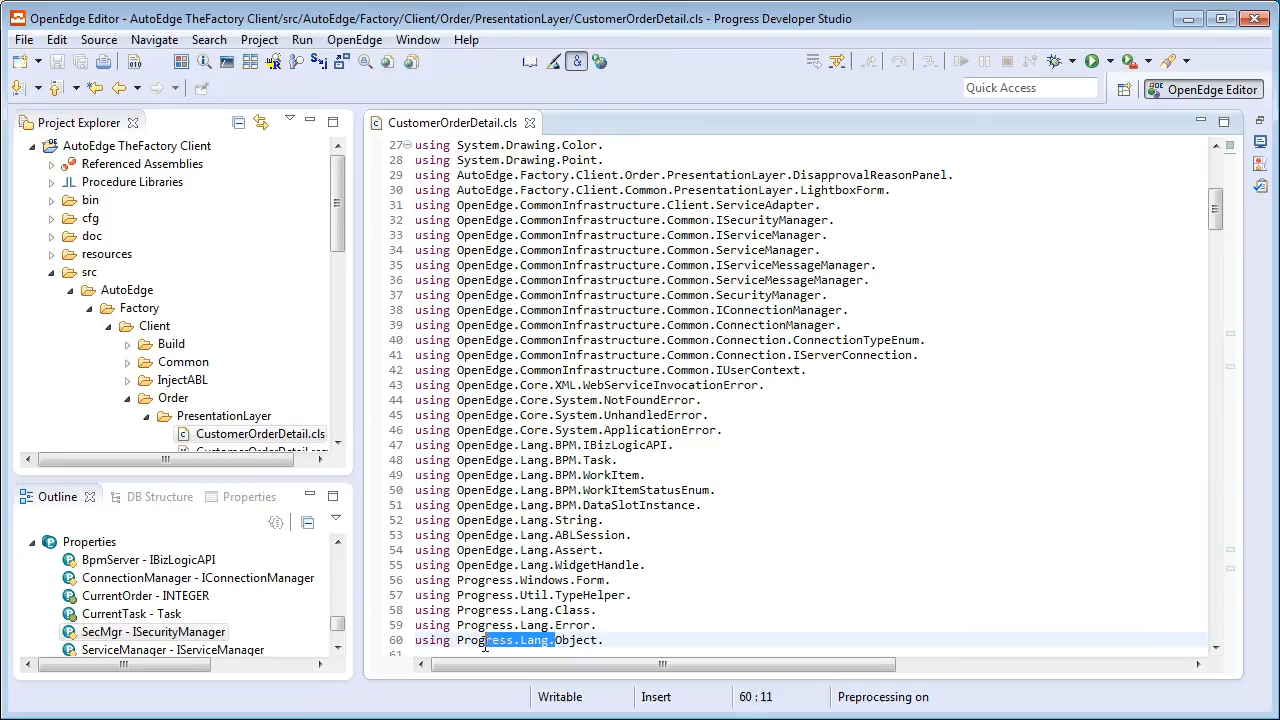 OpenEdge Editor - AutoEdge TheFactory Client/src/AutoEdge/Factory/Client/Order/PresentationLayer/CustomerOrderDetail.cls - Progress Developer Studio
File Edit Source Navigate Search Project Run OpenEdge Window Help
Quick Access
OpenEdge Editor
Project Explorer
AutoEdge TheFactory Client
Referenced Assemblies
Procedure Libraries
bin
cfg
doc
resources
src
AutoEdge
Factory
Client
Build
Common
InjectABL
Order
PresentationLayer
CustomerOrderDetail.cls
Outline DB Structure Properties
Properties
BpmServer - IBizLogicAPI
ConnectionManager - IConnectionManager
CurrentOrder - INTEGER
CurrentTask - Task
SecMgr - ISecurityManager
ServiceManager - IServiceManager
CustomerOrderDetail.cls
27 using System.Drawing.Color.
28 using System.Drawing.Point.
29 using AutoEdge.Factory.Client.Order.PresentationLayer.DisapprovalReasonPanel.
30 using AutoEdge.Factory.Client.Common.PresentationLayer.LightboxForm.
31 using OpenEdge.CommonInfrastructure.Client.ServiceAdapter.
32 using OpenEdge.CommonInfrastructure.Common.ISecurityManager.
33 using OpenEdge.CommonInfrastructure.Common.IServiceManager.
34 using OpenEdge.CommonInfrastructure.Common.ServiceManager.
35 using OpenEdge.CommonInfrastructure.Common.IServiceMessageManager.
36 using OpenEdge.CommonInfrastructure.Common.ServiceMessageManager.
37 using OpenEdge.CommonInfrastructure.Common.SecurityManager.
38 using OpenEdge.CommonInfrastructure.Common.IConnectionManager.
39 using OpenEdge.CommonInfrastructure.Common.ConnectionManager.
40 using OpenEdge.CommonInfrastructure.Common.Connection.ConnectionTypeEnum.
41 using OpenEdge.CommonInfrastructure.Common.Connection.IServerConnection.
42 using OpenEdge.CommonInfrastructure.Common.IUserContext.
43 using OpenEdge.Core.XML.WebServiceInvocationError.
44 using OpenEdge.Core.System.NotFoundError.
45 using OpenEdge.Core.System.UnhandledError.
46 using OpenEdge.Core.System.ApplicationError.
47 using OpenEdge.Lang.BPM.IBizLogicAPI.
48 using OpenEdge.Lang.BPM.Task.
49 using OpenEdge.Lang.BPM.WorkItem.
50 using OpenEdge.Lang.BPM.WorkItemStatusEnum.
51 using OpenEdge.Lang.BPM.DataSlotInstance.
52 using OpenEdge.Lang.String.
53 using OpenEdge.Lang.ABLSession.
54 using OpenEdge.Lang.Assert.
55 using OpenEdge.Lang.WidgetHandle.
56 using Progress.Windows.Form.
57 using Progress.Util.TypeHelper.
58 using Progress.Lang.Class.
59 using Progress.Lang.Error.
60 using Progress.Lang.Object.
61
Writable Insert 60 : 11 Preprocessing on